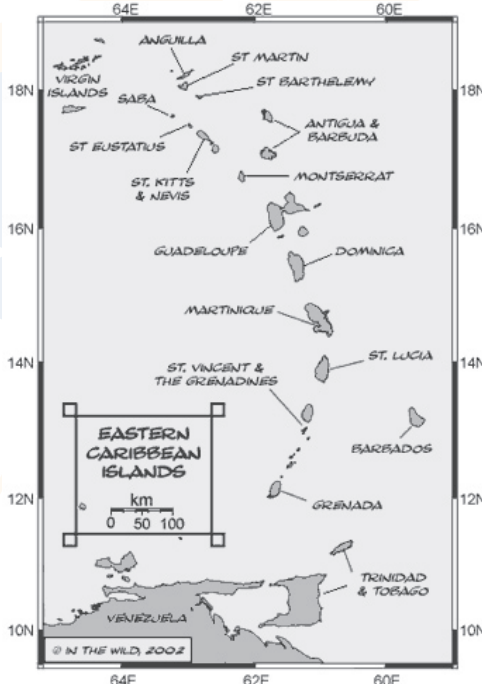 64E 62E 60E
ANGUILLA
ST MARTIN
VIRGIN
ISLANDS
ST BARTHELEMY
18N
18N
SABA
ANTIGUA &
BARBUDA
ST EUSTATIUS
ST. KITTS
& NEVIS
MONTSERRAT
16N
16N
GUADELOUPE
DOMINICA
MARTINIQUE
14N
14N
ST. LUCIA
ST. VINCENT &
THE GRENADINES
BARBADOS
EASTERN
CARIBBEAN
ISLANDS
km
0 50 100
12N
12N
GRENADA
TRINIDAD
& TOBAGO
VENEZUELA
10N
10N
© IN THE WILD, 2002
64E 62E 60E